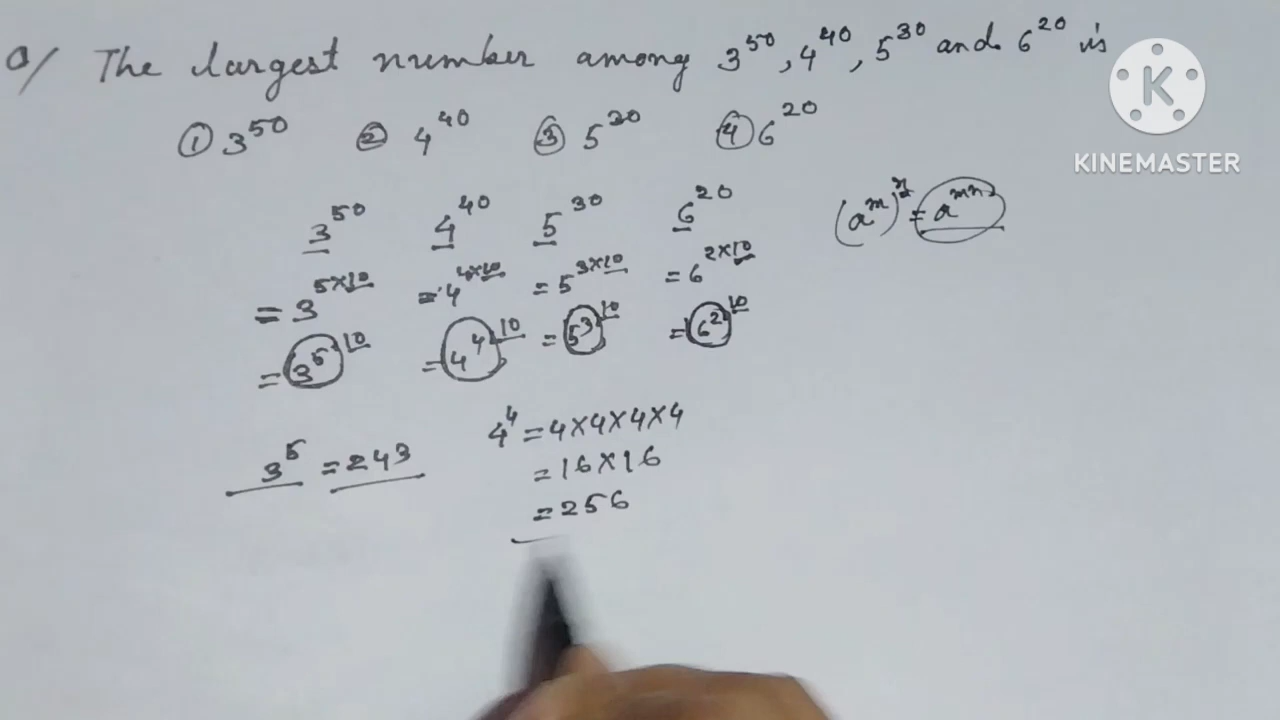 Q/ The largest number among 3^50, 4^40, 5^30 and 6^20 is
① 3^50 ② 4^40 ③ 5^30 ④ 6^20
3^50 4^40 5^30 6^20 (a^m)^n = a^mn
= 3^5×10 = 4^4×10 = 5^3×10 = 6^2×10
= (3^5)^10 = (4^4)^10 = (5^3)^10 = (6^2)^10
3^5 = 243
4^4 = 4×4×4×4
= 16×16
= 256
K
KINEMASTER